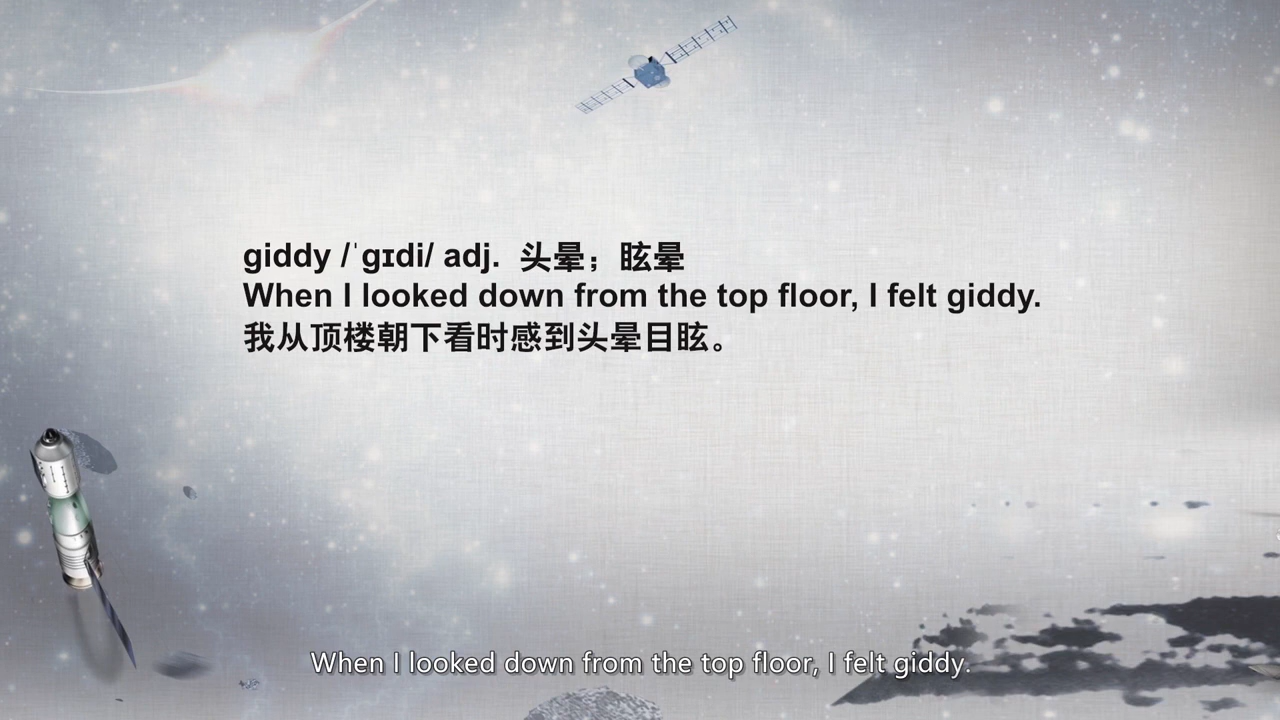 giddy /ˈgɪdi/ adj.  头晕；眩晕
When I looked down from the top floor, I felt giddy.
我从顶楼朝下看时感到头晕目眩。
When I looked down from the top floor, I felt giddy.